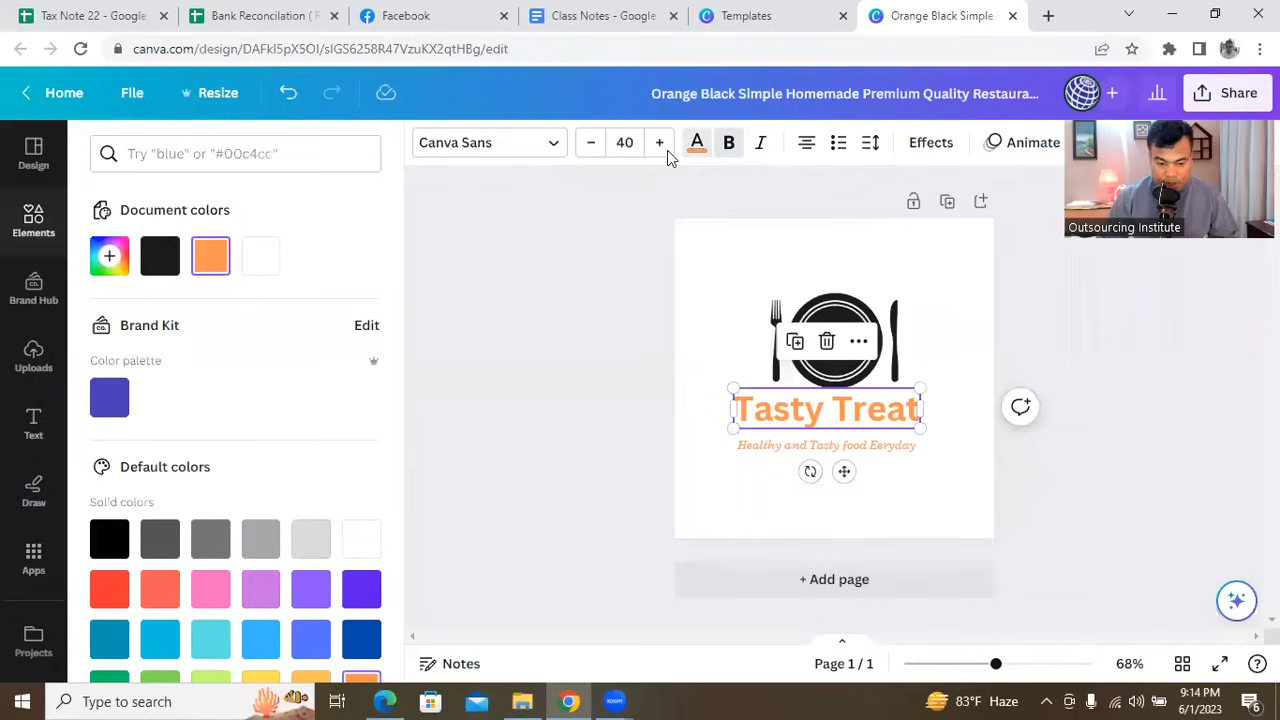 Tax Note 22 - Google
Bank Reconlation ( F
Facebook
Class Notes - Google
Templates
Orange Black Simple
canva.com/design/DAFkI5pX5OI/sIGS6258R47VzuKX2qtHBg/edit
Home
File
Resize
Orange Black Simple Homemade Premium Quality Restaura...
Share
Design
Elements
Brand Hub
Uploads
Text
Draw
Apps
Projects
Try "blue" or "#00c4cc"
Document colors
Brand Kit
Edit
Color palette
Default colors
Solid colors
Canva Sans
40
A
B
I
Effects
Animate
Outsourcing Institute
Tasty Treat
Healthy and Tasty food Eeryday
+ Add page
Notes
Page 1 / 1
68%
Type here to search
83°F Haze
9:14 PM
6/1/2023
6